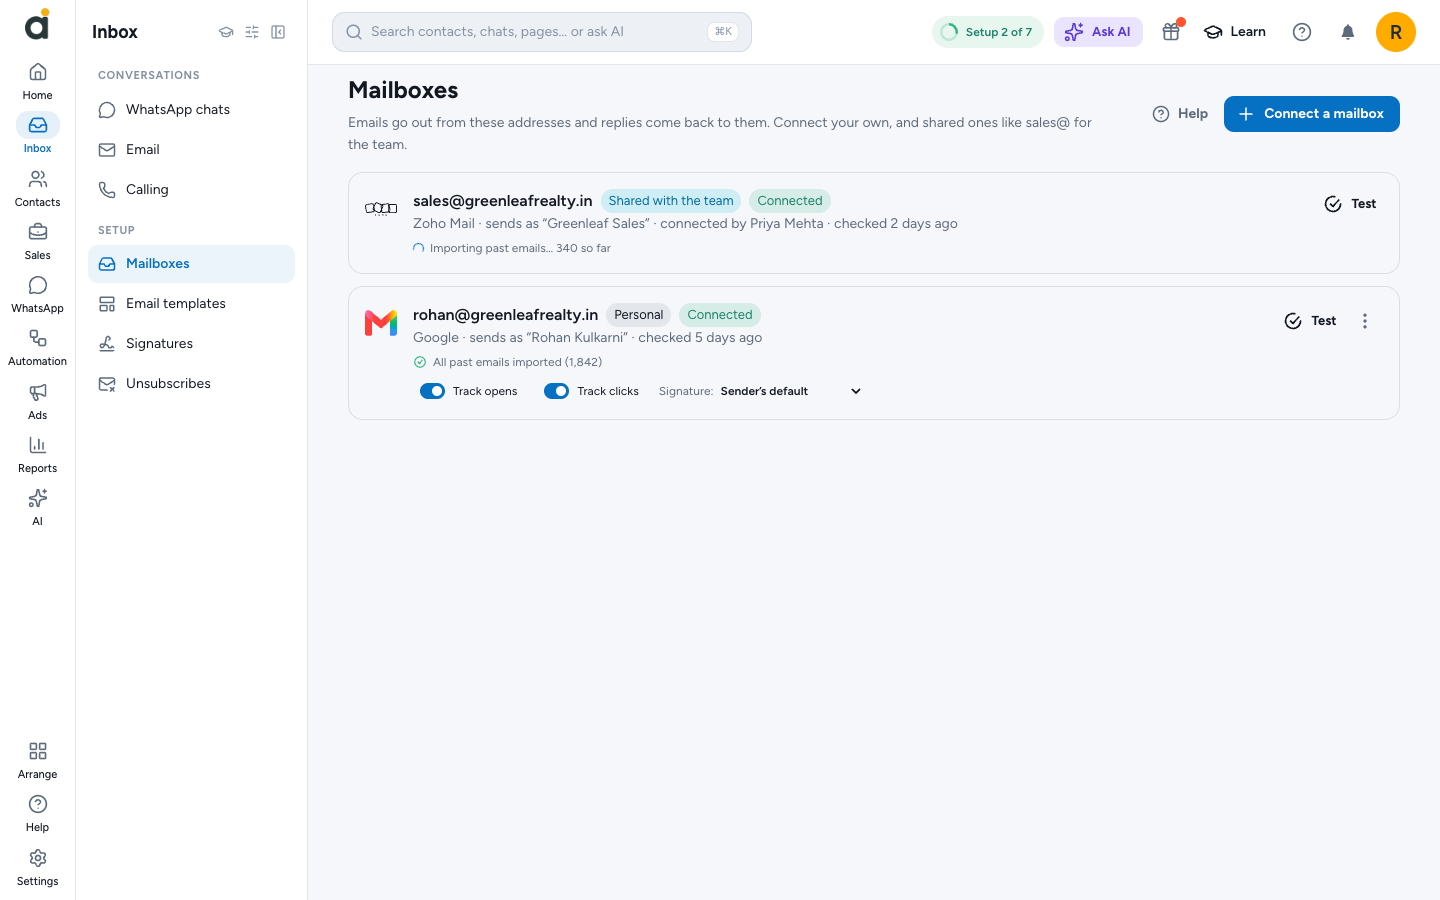 Inbox
Search contacts, chats, pages... or ask AI
⌘K
Setup 2 of 7
Ask AI
Learn
R
Home
Inbox
Contacts
Sales
WhatsApp
Automation
Ads
Reports
AI
Arrange
Help
Settings
CONVERSATIONS
WhatsApp chats
Email
Calling
SETUP
Mailboxes
Email templates
Signatures
Unsubscribes
Mailboxes
Emails go out from these addresses and replies come back to them. Connect your own, and shared ones like sales@ for
the team.
Help
Connect a mailbox
sales@greenleafrealty.in Shared with the team Connected
Zoho Mail · sends as “Greenleaf Sales” · connected by Priya Mehta · checked 2 days ago
Importing past emails... 340 so far
Test
rohan@greenleafrealty.in Personal Connected
Google · sends as “Rohan Kulkarni” · checked 5 days ago
All past emails imported (1,842)
Track opens Track clicks Signature: Sender’s default
Test